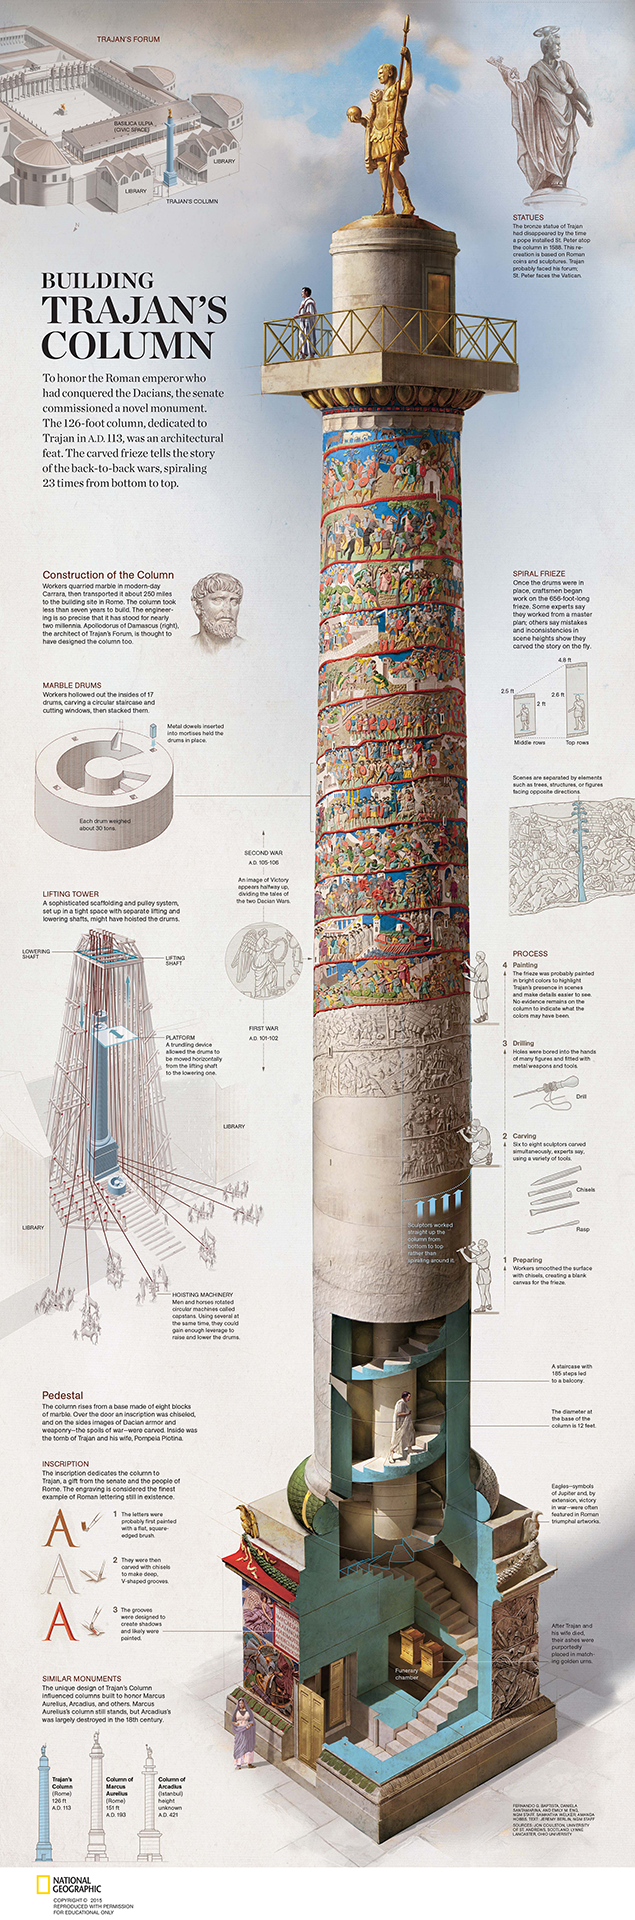 TRAJAN'S FORUM
BASILICA ULPIA
(CIVIC SPACE)
LIBRARY
LIBRARY
TRAJAN'S COLUMN
STATUES
The bronze statue of Trajan
had disappeared by the time
a pope installed St. Peter atop
the column in 1588. This re-
creation is based on Roman
coins and sculptures. Trajan
probably faced his forum;
St. Peter faces the Vatican.
BUILDING
TRAJAN'S
COLUMN
To honor the Roman emperor who
had conquered the Dacians, the senate
commissioned a novel monument.
The 126-foot column, dedicated to
Trajan in A.D. 113, was an architectural
feat. The carved frieze tells the story
of the back-to-back wars, spiraling
23 times from bottom to top.
Construction of the Column
Workers quarried marble in modern-day
Carrara, then transported it about 250 miles
to the building site in Rome. The column took
less than seven years to build. The engineer-
ing is so precise that it has stood for nearly
two millennia. Apollodorus of Damascus (right),
the architect of Trajan's Forum, is thought to
have designed the column too.
MARBLE DRUMS
Workers hollowed out the insides of 17
drums, carving a circular staircase and
cutting windows, then stacked them.
Metal dowels inserted
into mortises held the
drums in place.
Each drum weighed
about 30 tons.
SPIRAL FRIEZE
Once the drums were in
place, craftsmen began
work on the 656-foot-long
frieze. Some experts say
they worked from a master
plan; others say mistakes
and inconsistencies in
scene heights show they
carved the story on the fly.
4.8 ft
2.5 ft
2 ft
2.6 ft
Middle rows
Top rows
Scenes are separated by elements
such as trees, structures, or figures
facing opposite directions.
SECOND WAR
A.D. 105-106
An image of Victory
appears halfway up,
dividing the tales of
the two Dacian Wars.
FIRST WAR
A.D. 101-102
LIFTING TOWER
A sophisticated scaffolding and pulley system,
set up in a tight space with separate lifting and
lowering shafts, might have hoisted the drums.
LOWERING
SHAFT
LIFTING
SHAFT
PLATFORM
A trundling device
allowed the drums to
be moved horizontally
from the lifting shaft
to the lowering one.
LIBRARY
LIBRARY
HOISTING MACHINERY
Men and horses rotated
circular machines called
capstans. Using several at
the same time, they could
gain enough leverage to
raise and lower the drums.
PROCESS
4 Painting
The frieze was probably painted
in bright colors to highlight
Trajan's presence in scenes
and make details easier to see.
No evidence remains on the
column to indicate what the
colors may have been.
3 Drilling
Holes were bored into the hands
of many figures and fitted with
metal weapons and tools.
Drill
2 Carving
Six to eight sculptors carved
simultaneously, experts say,
using a variety of tools.
Chisels
Rasp
Sculptors worked
straight up the
column from
bottom to top
rather than
spiraling around it.
1 Preparing
Workers smoothed the surface
with chisels, creating a blank
canvas for the frieze.
A staircase with
185 steps led
to a balcony.
The diameter at
the base of the
column is 12 feet.
Eagles—symbols
of Jupiter and, by
extension, victory
in war—were often
featured in Roman
triumphal artworks.
After Trajan and
his wife died,
their ashes were
purportedly
placed in match-
ing golden urns.
Funerary
chamber
Pedestal
The column rises from a base made of eight blocks
of marble. Over the door an inscription was chiseled,
and on the sides images of Dacian armor and
weaponry—the spoils of war—were carved. Inside was
the tomb of Trajan and his wife, Pompeia Plotina.
INSCRIPTION
The inscription dedicates the column to
Trajan, a gift from the senate and the people of
Rome. The engraving is considered the finest
example of Roman lettering still in existence.
A
1 The letters were
probably first painted
with a flat, square-
edged brush.
A
2 They were then
carved with chisels
to make deep,
V-shaped grooves.
A
3 The grooves
were designed to
create shadows
and likely were
painted.
SIMILAR MONUMENTS
The unique design of Trajan's Column
influenced columns built to honor Marcus
Aurelius, Arcadius, and others. Marcus
Aurelius's column still stands, but Arcadius's
was largely destroyed in the 18th century.
Trajan's
Column
(Rome)
126 ft
A.D. 113
Column of
Marcus
Aurelius
(Rome)
151 ft
A.D. 193
Column of
Arcadius
(Istanbul)
height
unknown
A.D. 421
FERNANDO G. BAPTISTA, DANIELA
SANTAMARINA, AND EMILY M. ENG,
NGM STAFF; SAMANTHA WELKER; AMANDA
HOBBS. TEXT: JEREMY BERLIN, NGM STAFF
SOURCES: JON COULSTON, UNIVERSITY
OF ST. ANDREWS, SCOTLAND; LYNNE
LANCASTER, OHIO UNIVERSITY
NATIONAL
GEOGRAPHIC
COPYRIGHT © 2015
REPRODUCED WITH PERMISSION
FOR EDUCATIONAL ONLY